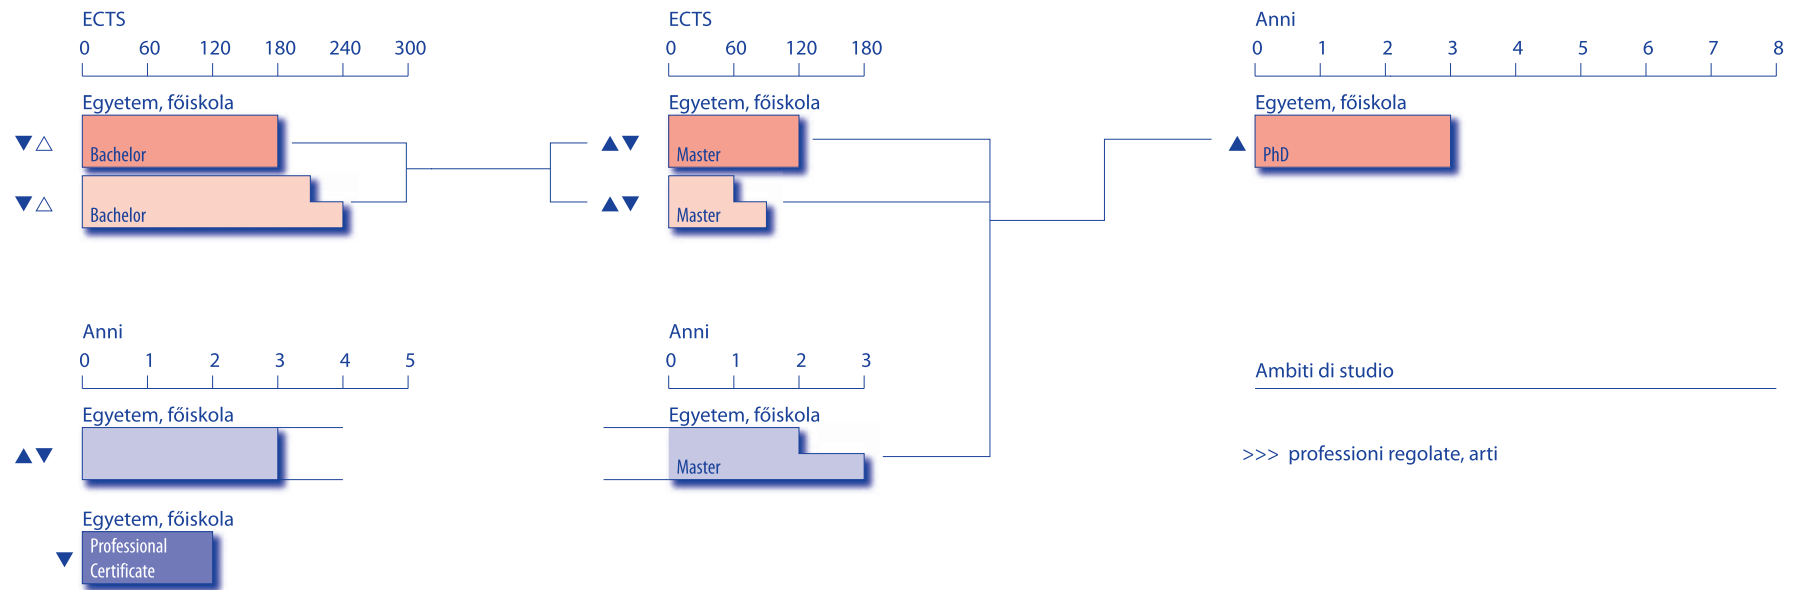 ECTS
0 60 120 180 240 300
Egyetem, főiskola
Bachelor
Bachelor
ECTS
0 60 120 180
Egyetem, főiskola
Master
Master
Anni
0 1 2 3 4 5 6 7 8
Egyetem, főiskola
PhD
Anni
0 1 2 3 4 5
Egyetem, főiskola
Egyetem, főiskola
Professional
Certificate
Anni
0 1 2 3
Egyetem, főiskola
Master
Ambiti di studio
>>> professioni regolate, arti